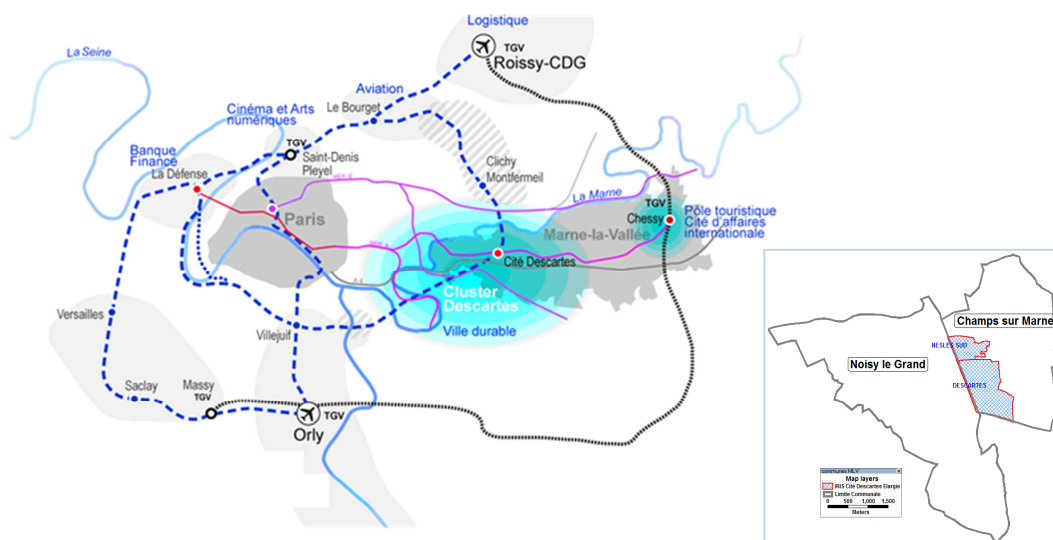 Logistique
TGV
Roissy-CDG
La Seine
Aviation
Le Bourget
Cinéma et Arts
numériques
TGV
Saint-Denis
Pleyel
Banque
Finance
La Défense
Clichy
Montfermeil
La Marne
Paris
TGV
Chessy
Pôle touristique
Cité d'affaires
internationale
Marne-la-Vallée
Cité Descartes
A4
Cluster
Descartes
Ville durable
Versailles
Villejuif
Saclay
Massy
TGV
TGV
Orly
Champs sur Marne
NESLES SUD
Noisy le Grand
DESCARTES
communes MLV
Map layers
IRIS Cité Descartes Elargie
Limite Communale
0 500 1,000 1,500
Meters